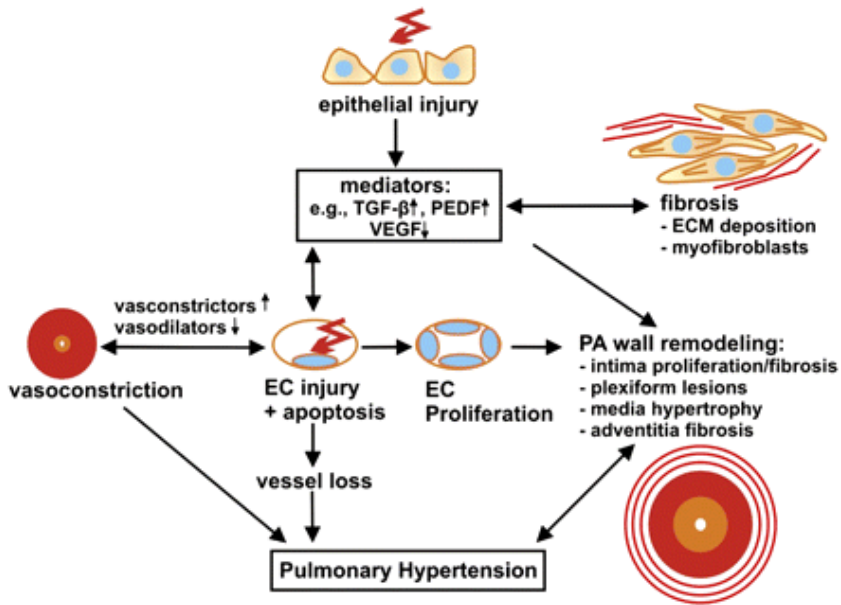 epithelial injury
mediators:
e.g., TGF-β↑, PEDF↑
VEGF↓
fibrosis
- ECM deposition
- myofibroblasts
vasconstrictors ↑
vasodilators ↓
vasoconstriction
EC injury
+ apoptosis
EC
Proliferation
PA wall remodeling:
- intima proliferation/fibrosis
- plexiform lesions
- media hypertrophy
- adventitia fibrosis
vessel loss
Pulmonary Hypertension